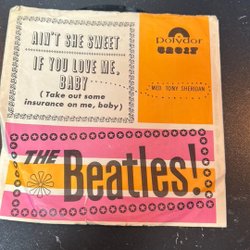 AIN'T SHE SWEET
IF YOU LOVE ME,
BABY
(Take out some
insurance on me, baby)
Polydor
MED TONY SHERIDAN
THE
Beatles!